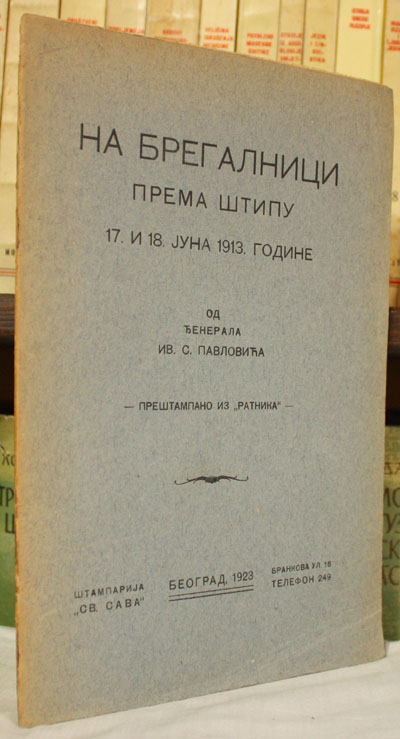 НА БРЕГАЛНИЦИ
ПРЕМА ШТИПУ
17. И 18. ЈУНА 1913. ГОДИНЕ
ОД
ЂЕНЕРАЛА
ИВ. С. ПАВЛОВИЋА
— ПРЕШТАМПАНО ИЗ „РАТНИКА" —
ШТАМПАРИЈА
„СВ. САВА"
БЕОГРАД, 1923
БРАНКОВА УЛ. 16
ТЕЛЕФОН 249